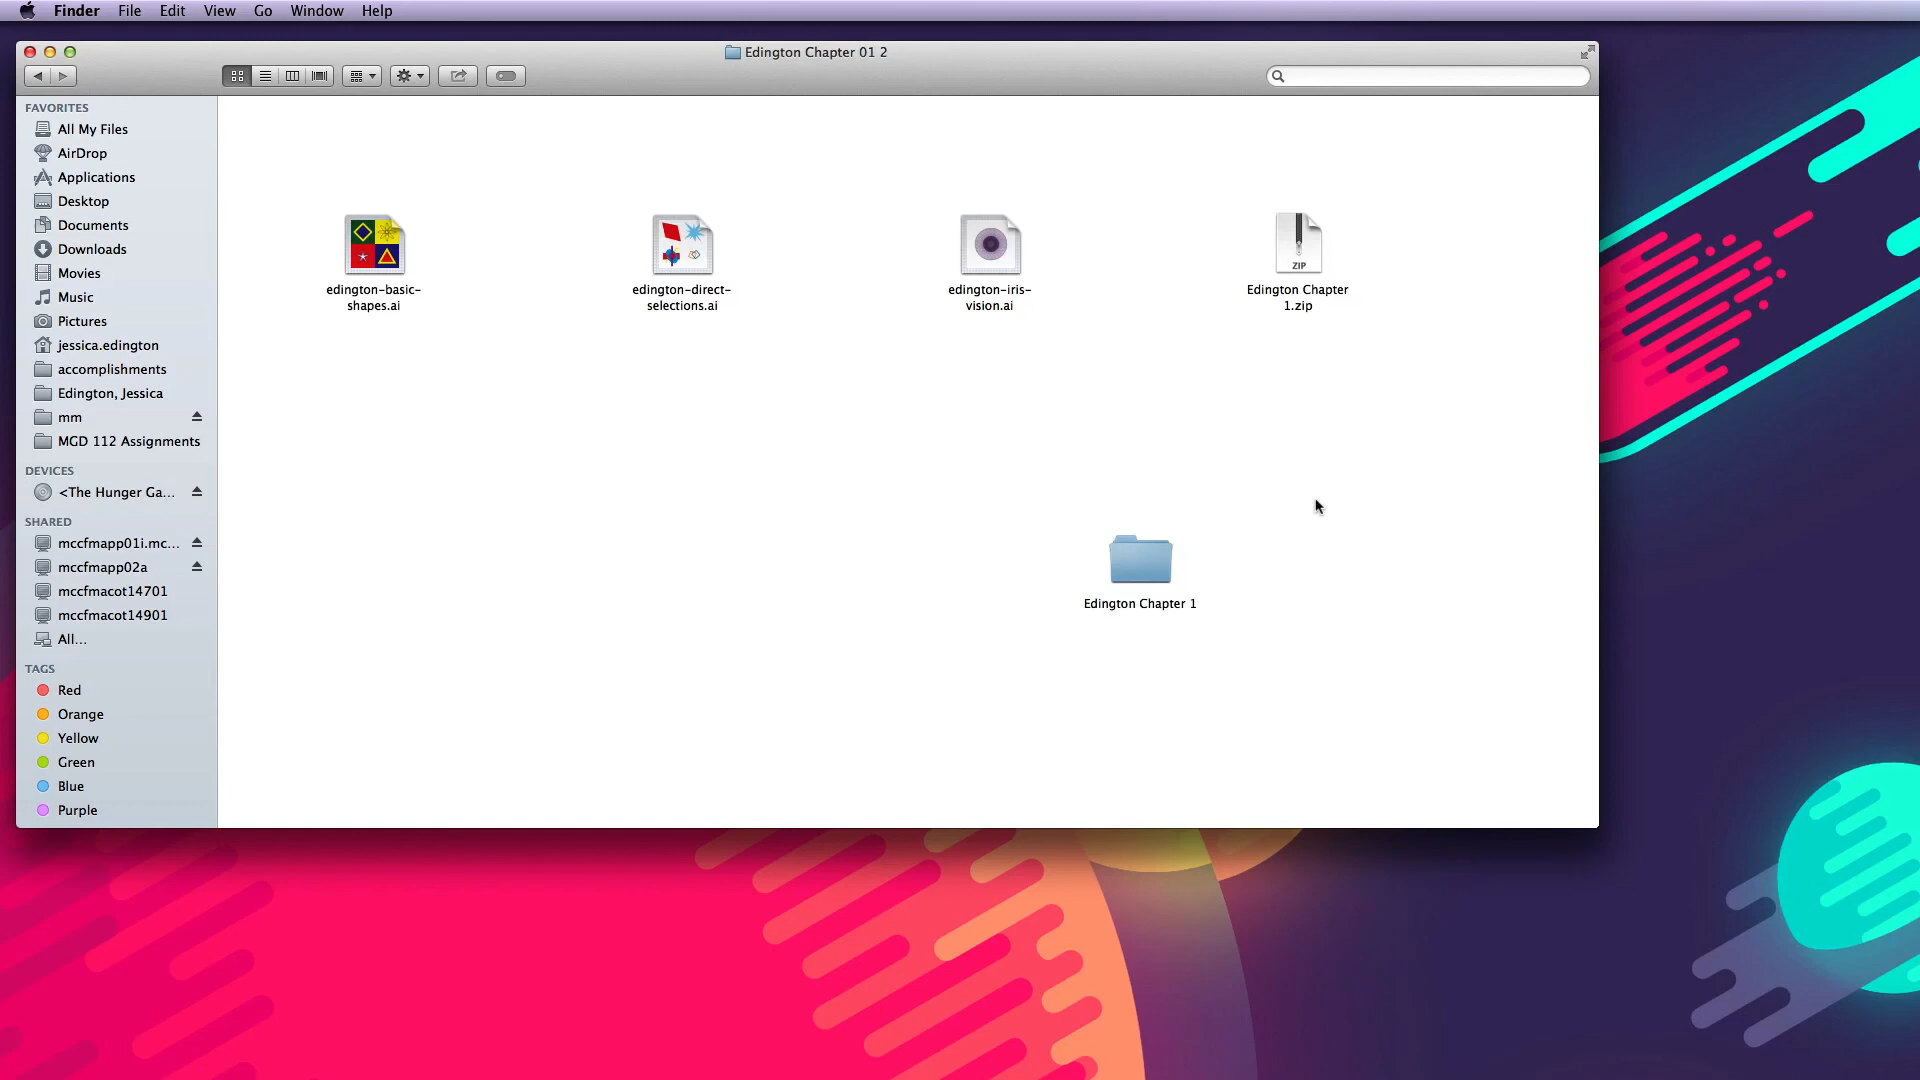 Finder File Edit View Go Window Help
Edington Chapter 01 2
FAVORITES
All My Files
AirDrop
Applications
Desktop
Documents
Downloads
Movies
Music
Pictures
jessica.edington
accomplishments
Edington, Jessica
mm
MGD 112 Assignments
DEVICES
<The Hunger Ga...
SHARED
mccfmapp01i.mc...
mccfmapp02a
mccfmacot14701
mccfmacot14901
All...
TAGS
Red
Orange
Yellow
Green
Blue
Purple
edington-basic-
shapes.ai
edington-direct-
selections.ai
edington-iris-
vision.ai
ZIP
Edington Chapter
1.zip
Edington Chapter 1